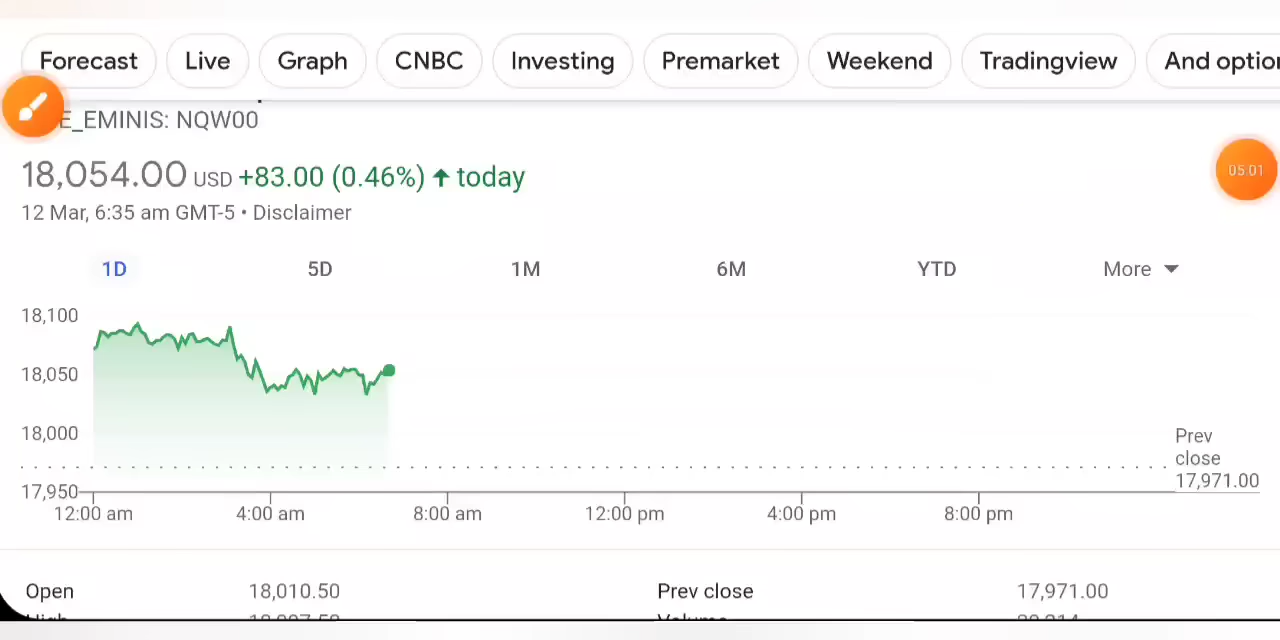 Forecast Live Graph CNBC Investing Premarket Weekend Tradingview And optio
E_EMINIS: NQW00
18,054.00 USD +83.00 (0.46%) today
05:01
12 Mar, 6:35 am GMT-5 • Disclaimer
1D 5D 1M 6M YTD More
18,100
18,050
18,000
Prev
close
17,971.00
17,950
12:00 am 4:00 am 8:00 am 12:00 pm 4:00 pm 8:00 pm
Open 18,010.50 Prev close 17,971.00